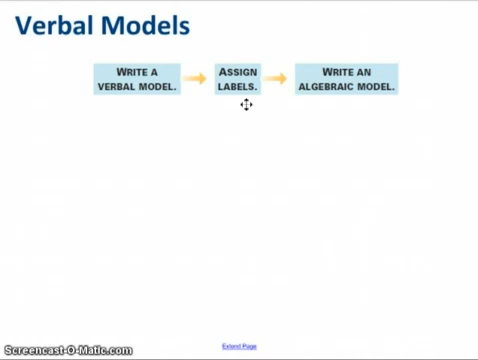 Verbal Models
WRITE A
VERBAL MODEL.
ASSIGN
LABELS.
WRITE AN
ALGEBRAIC MODEL.
Extend Page
Screencast-O-Matic.com